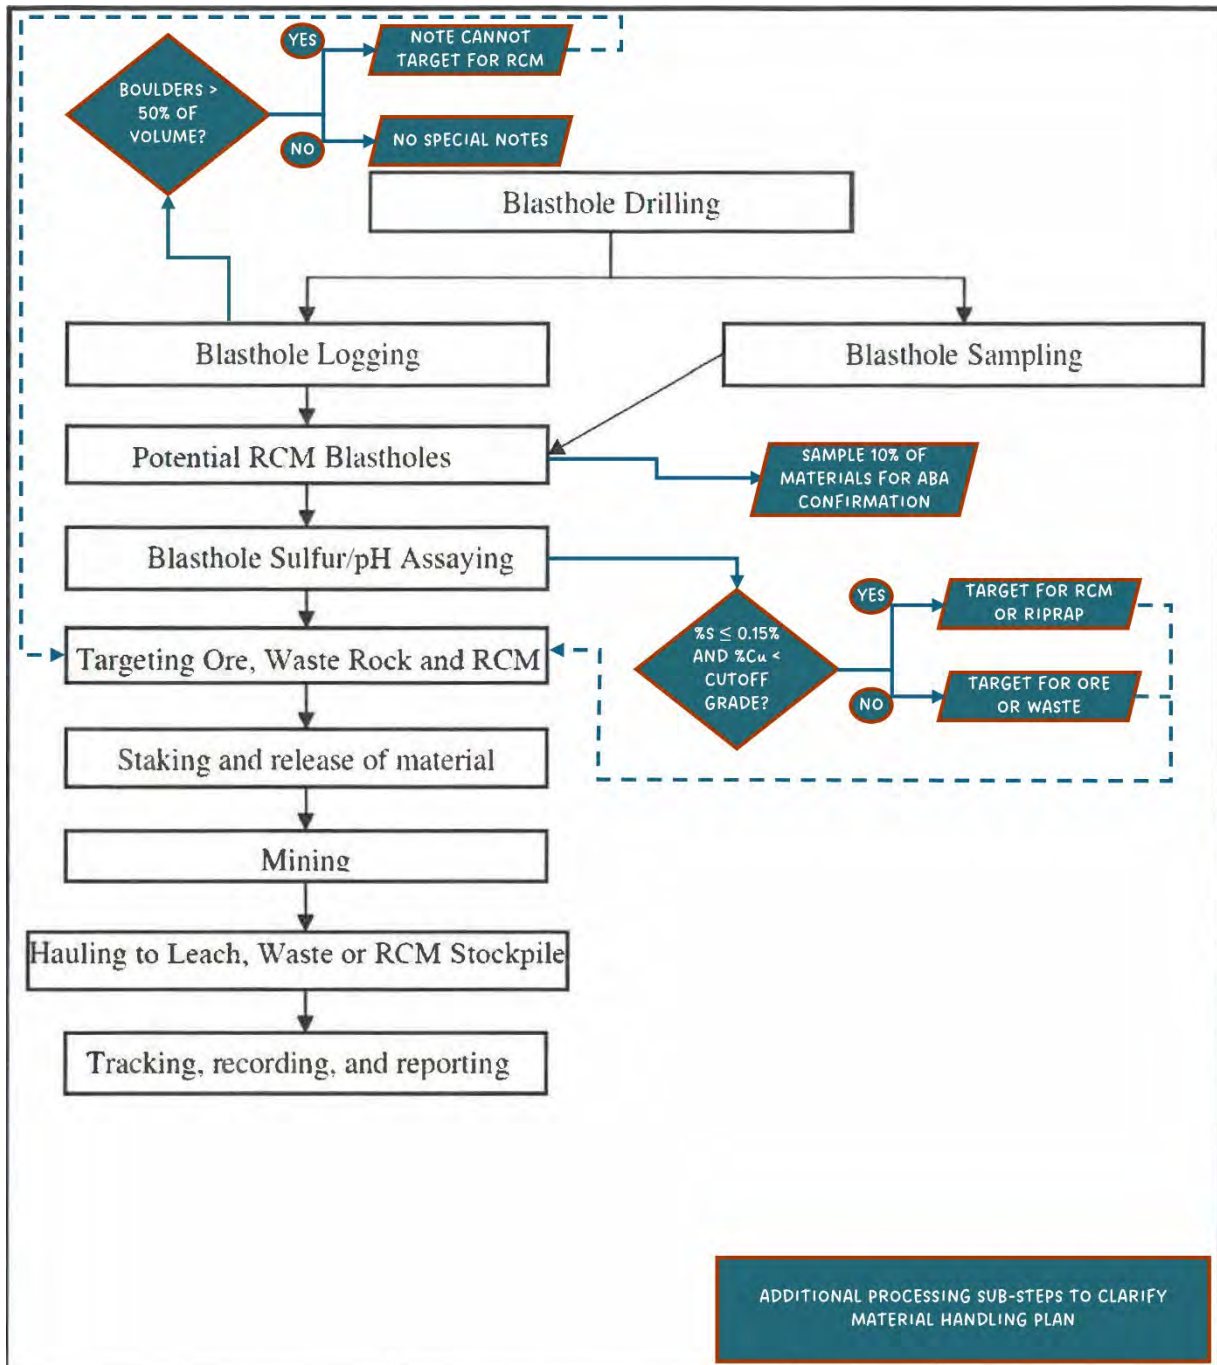 YES
NOTE CANNOT
TARGET FOR RCM
BOULDERS >
50% OF
VOLUME?
NO
NO SPECIAL NOTES
Blasthole Drilling
Blasthole Logging
Blasthole Sampling
Potential RCM Blastholes
SAMPLE 10% OF
MATERIALS FOR ABA
CONFIRMATION
Blasthole Sulfur/pH Assaying
YES
TARGET FOR RCM
OR RIPRAP
%S ≤ 0.15%
AND %Cu <
CUTOFF
GRADE?
NO
TARGET FOR ORE
OR WASTE
Targeting Ore, Waste Rock and RCM
Staking and release of material
Mining
Hauling to Leach, Waste or RCM Stockpile
Tracking, recording, and reporting
ADDITIONAL PROCESSING SUB-STEPS TO CLARIFY
MATERIAL HANDLING PLAN